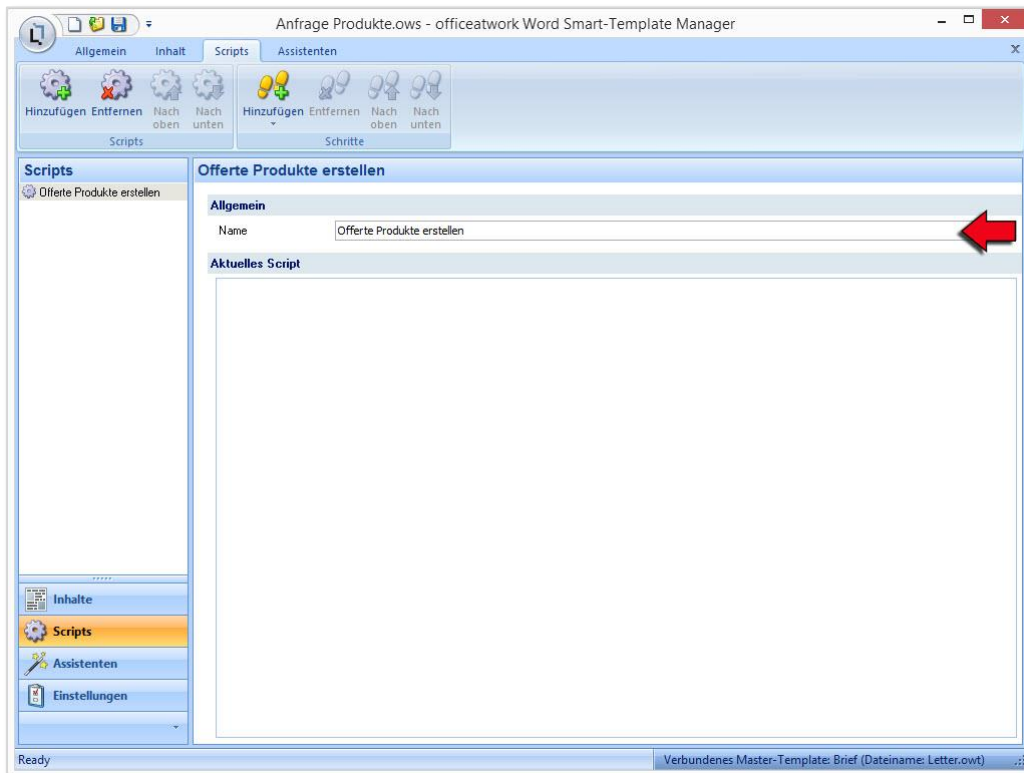 Anfrage Produkte.ows - officeatwork Word Smart-Template Manager
Allgemein Inhalt Scripts Assistenten
Hinzufügen Entfernen Nach oben Nach unten Hinzufügen Entfernen Nach oben Nach unten
Scripts Schritte
Scripts
Offerte Produkte erstellen
Offerte Produkte erstellen
Allgemein
Name Offerte Produkte erstellen
Aktuelles Script
Inhalte
Scripts
Assistenten
Einstellungen
Ready Verbundenes Master-Template: Brief (Dateiname: Letter.owt)